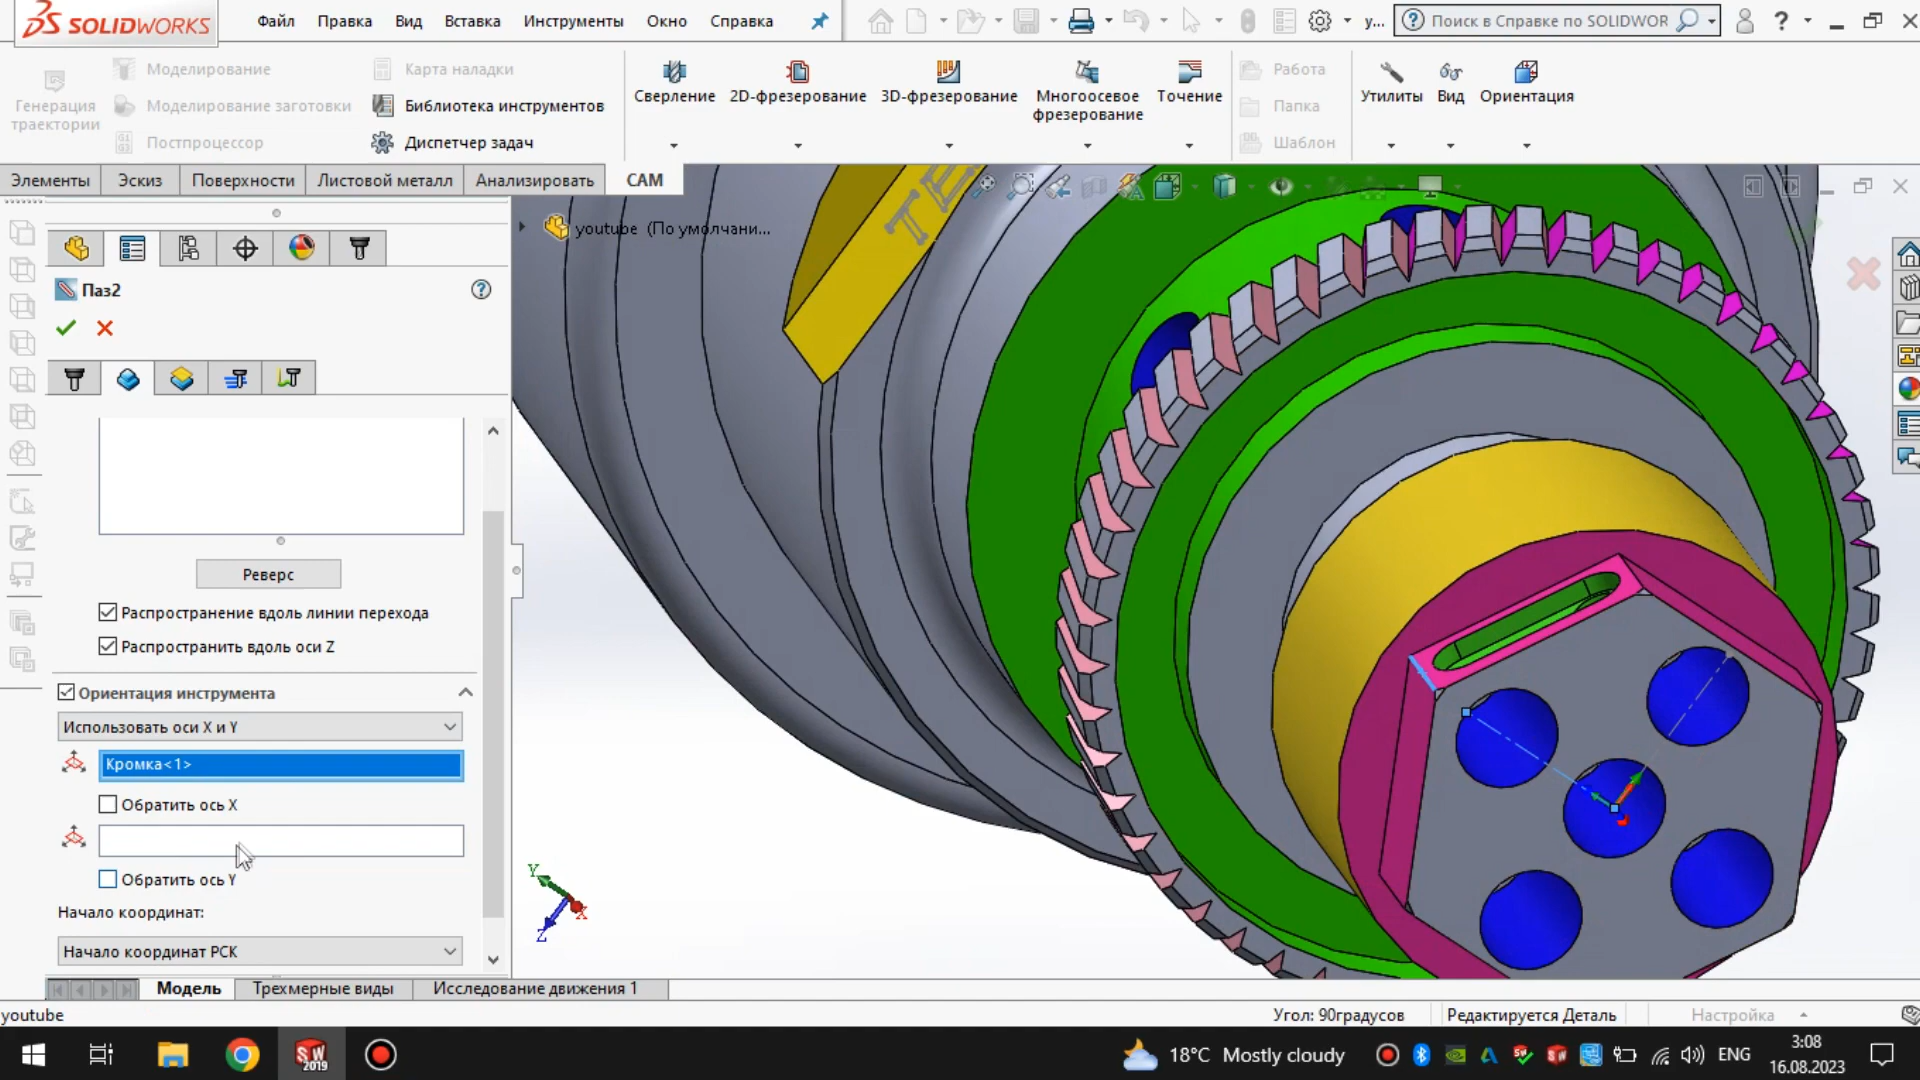 SOLIDWORKS
Файл Правка Вид Вставка Инструменты Окно Справка
у...
Поиск в Справке по SOLIDWOR
?
Генерация траектории
Моделирование
Моделирование заготовки
Постпроцессор
Карта наладки
Библиотека инструментов
Диспетчер задач
Сверление
2D-фрезерование
3D-фрезерование
Многоосевое фрезерование
Точение
Работа
Папка
Шаблон
Утилиты
Вид
Ориентация
Элементы Эскиз Поверхности Листовой металл Анализировать CAM
youtube (По умолчани...
Паз2
Реверс
Распространение вдоль линии перехода
Распространить вдоль оси Z
Ориентация инструмента
Использовать оси X и Y
Кромка<1>
Обратить ось X
Обратить ось Y
Начало координат:
Начало координат РСК
Y
X
Z
Модель Трехмерные виды Исследование движения 1
youtube
Угол: 90градусов
Редактируется Деталь
Настройка
SW 2019
18°C Mostly cloudy
ENG
3:08
16.08.2023